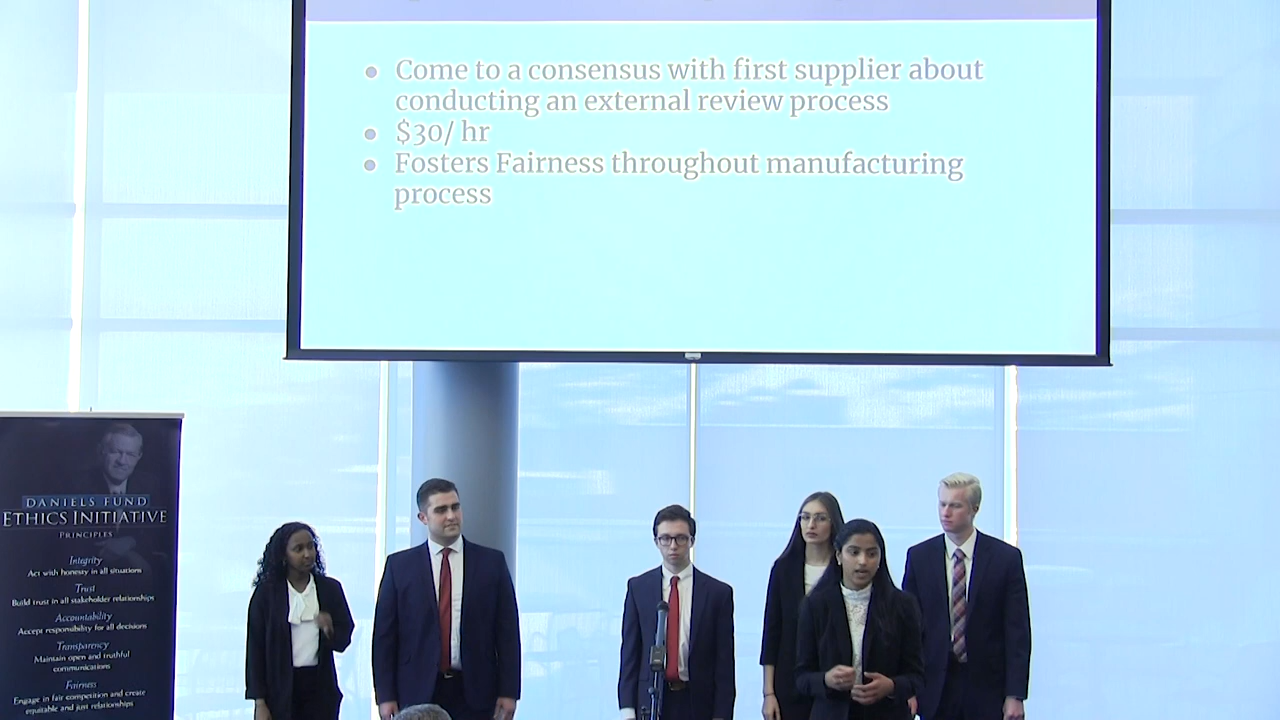 ● Come to a consensus with first supplier about
conducting an external review process
● $30/ hr
● Fosters Fairness throughout manufacturing
process
DANIELS FUND
ETHICS INITIATIVE
PRINCIPLES
Integrity
Act with honesty in all situations
Trust
Build trust in all stakeholder relationships
Accountability
Accept responsibility for all decisions
Transparency
Maintain open and truthful
communications
Fairness
Engage in fair competition and create
equitable and just relationships